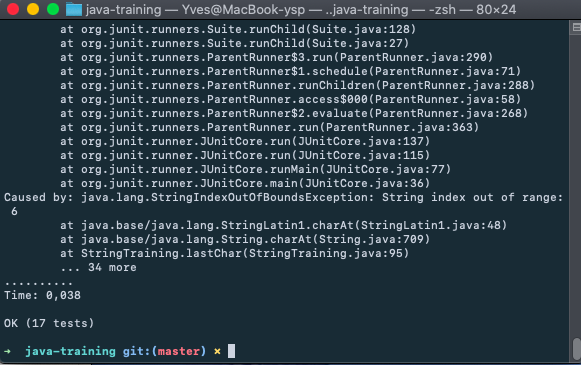 java-training — Yves@MacBook-ysp — ..java-training — -zsh — 80×24
at org.junit.runners.Suite.runChild(Suite.java:128)
at org.junit.runners.Suite.runChild(Suite.java:27)
at org.junit.runners.ParentRunner$3.run(ParentRunner.java:290)
at org.junit.runners.ParentRunner$1.schedule(ParentRunner.java:71)
at org.junit.runners.ParentRunner.runChildren(ParentRunner.java:288)
at org.junit.runners.ParentRunner.access$000(ParentRunner.java:58)
at org.junit.runners.ParentRunner$2.evaluate(ParentRunner.java:268)
at org.junit.runners.ParentRunner.run(ParentRunner.java:363)
at org.junit.runner.JUnitCore.run(JUnitCore.java:137)
at org.junit.runner.JUnitCore.run(JUnitCore.java:115)
at org.junit.runner.JUnitCore.runMain(JUnitCore.java:77)
at org.junit.runner.JUnitCore.main(JUnitCore.java:36)
Caused by: java.lang.StringIndexOutOfBoundsException: String index out of range:
6
at java.base/java.lang.StringLatin1.charAt(StringLatin1.java:48)
at java.base/java.lang.String.charAt(String.java:709)
at StringTraining.lastChar(StringTraining.java:95)
... 34 more
..........
Time: 0,038
OK (17 tests)
➜ java-training git:(master) ×